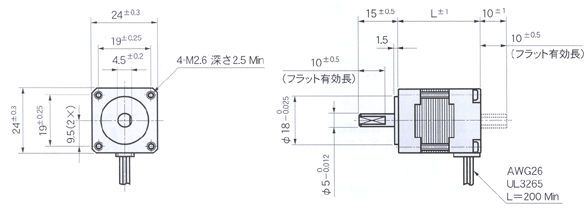 24±0.3
19±0.25
4.5±0.2
4-M2.6 深さ2.5 Min
24±0.3
19±0.25
9.5(2×)
15±0.5
L±1
10±1
1.5
10±0.5
(フラット有効長)
10±0.5
(フラット有効長)
φ18-0 0.025
φ5-0 0.012
AWG26
UL3265
L=200 Min